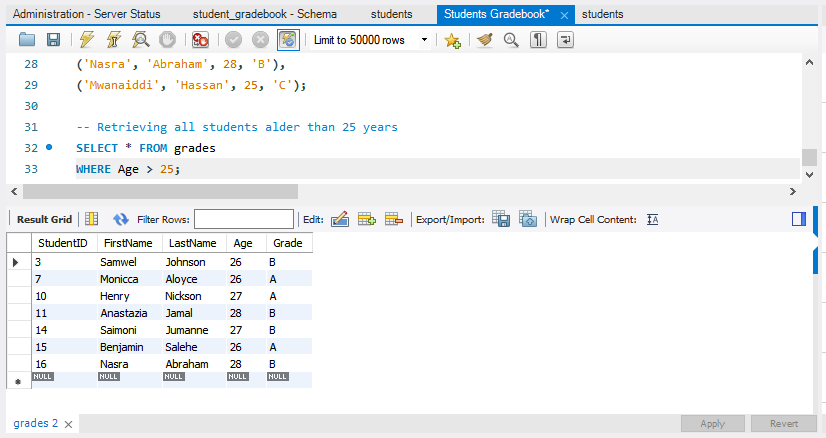 Administration - Server Status student_gradebook - Schema students Students Gradebook* × students
Limit to 50000 rows
28 ('Nasra', 'Abraham', 28, 'B'),
29 ('Mwanaiddi', 'Hassan', 25, 'C');
30
31 -- Retrieving all students alder than 25 years
32 SELECT * FROM grades
33 WHERE Age > 25;
Result Grid Filter Rows: Edit: Export/Import: Wrap Cell Content: IA
StudentID FirstName LastName Age Grade
3 Samwel Johnson 26 B
7 Monicca Aloyce 26 A
10 Henry Nickson 27 A
11 Anastazia Jamal 28 B
14 Saimoni Jumanne 27 B
15 Benjamin Salehe 26 A
16 Nasra Abraham 28 B
* NULL NULL NULL NULL NULL
grades 2 × Apply Revert